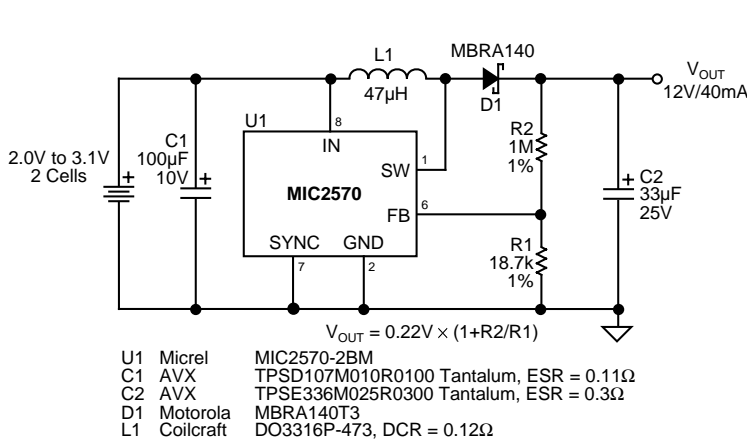 L1
47µH
MBRA140
D1
V_OUT
12V/40mA
2.0V to 3.1V
2 Cells
+
C1
100µF
10V
+
U1
8
IN
SW
1
MIC2570
FB
6
SYNC
GND
7
2
R2
1M
1%
R1
18.7k
1%
+
C2
33µF
25V
V_OUT = 0.22V × (1+R2/R1)
U1 Micrel MIC2570-2BM
C1 AVX TPSD107M010R0100 Tantalum, ESR = 0.11Ω
C2 AVX TPSE336M025R0300 Tantalum, ESR = 0.3Ω
D1 Motorola MBRA140T3
L1 Coilcraft DO3316P-473, DCR = 0.12Ω